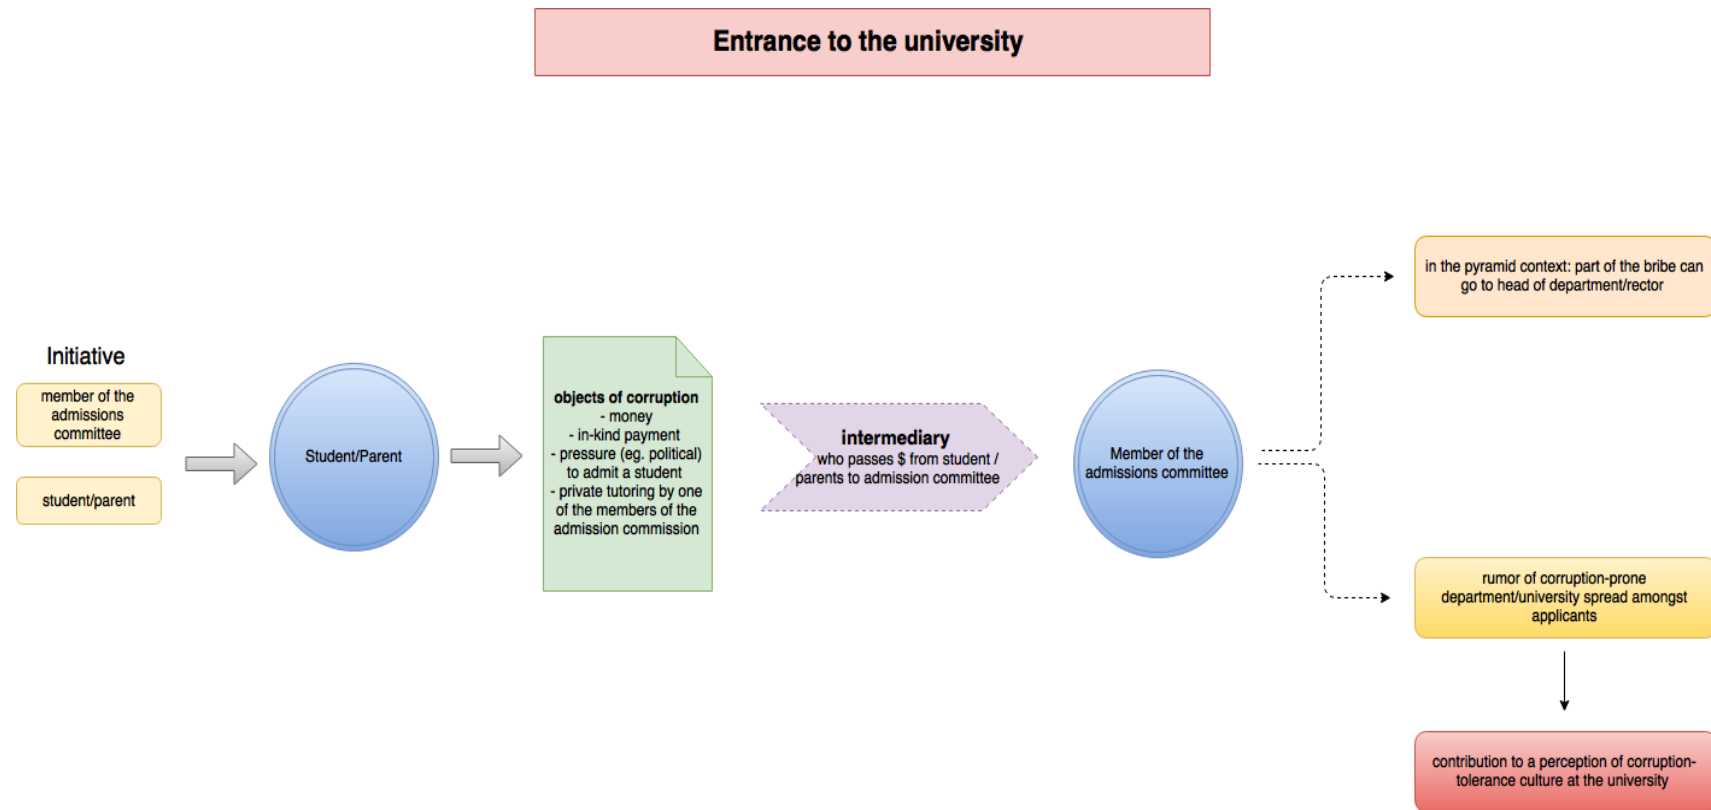 Entrance to the university
Initiative
member of the
admissions
committee
student/parent
Student/Parent
objects of corruption
- money
- in-kind payment
- pressure (eg. political)
to admit a student
- private tutoring by one
of the members of the
admission commission
intermediary
who passes $ from student /
parents to admission committee
Member of the
admissions committee
in the pyramid context: part of the bribe can
go to head of department/rector
rumor of corruption-prone
department/university spread amongst
applicants
contribution to a perception of corruption-
tolerance culture at the university